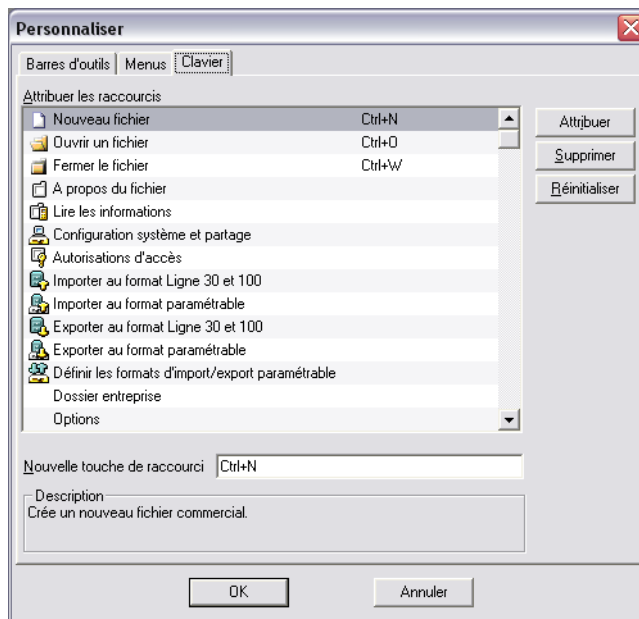 Personnaliser
Barres d'outils Menus Clavier
Attribuer les raccourcis
Nouveau fichier Ctrl+N
Ouvrir un fichier Ctrl+O
Fermer le fichier Ctrl+W
A propos du fichier
Lire les informations
Configuration système et partage
Autorisations d'accès
Importer au format Ligne 30 et 100
Importer au format paramétrable
Exporter au format Ligne 30 et 100
Exporter au format paramétrable
Définir les formats d'import/export paramétrable
Dossier entreprise
Options
Attribuer
Supprimer
Réinitialiser
Nouvelle touche de raccourci Ctrl+N
Description
Crée un nouveau fichier commercial.
OK Annuler